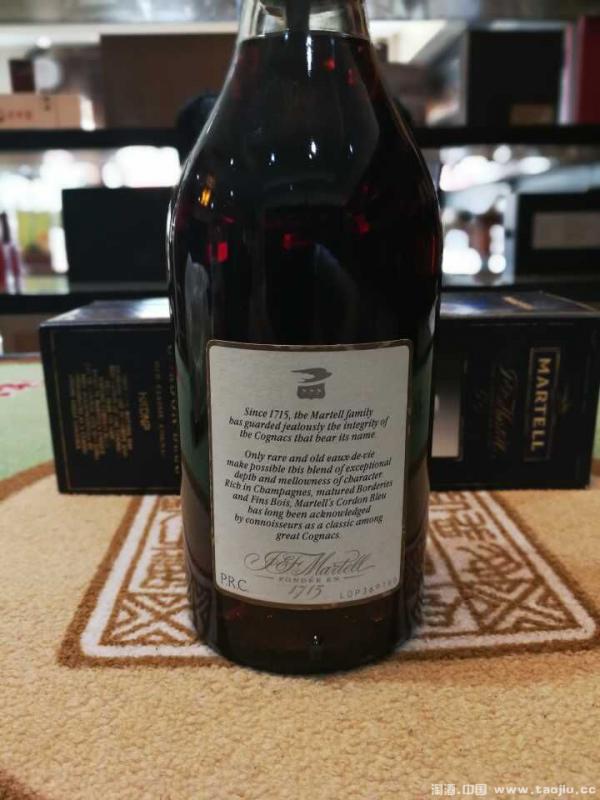 Since 1715, the Martell family
has guarded jealously the integrity of
the Cognacs that bear its name.
Only rare and old eaux-de-vie
make possible this blend of exceptional
depth and mellowness of character.
Rich in Champagnes, matured Borderies
and Fins Bois, Martell's Cordon Bleu
has long been acknowledged
by connoisseurs as a classic among
great Cognacs.
J&F Martell
FONDÉE EN
1715
P.R.C.
MARTELL
淘酒.中国 www.taojiu.cc